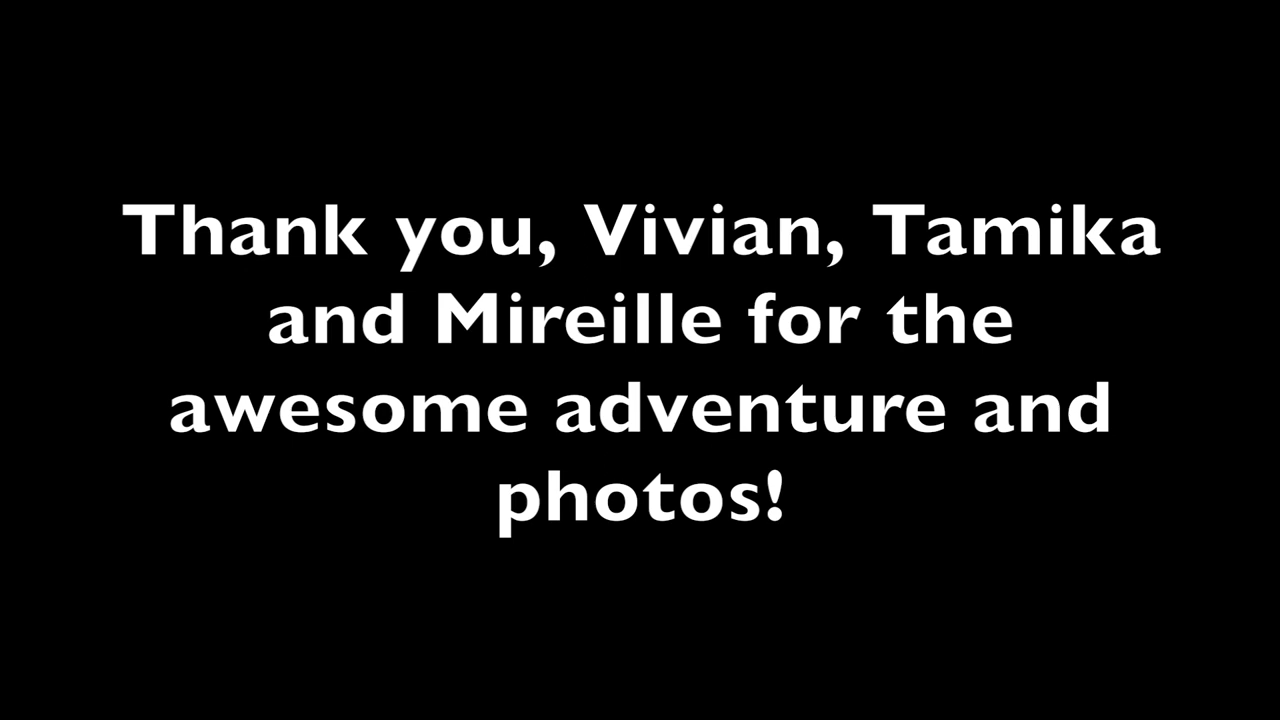 Thank you, Vivian, Tamika
and Mireille for the
awesome adventure and
photos!